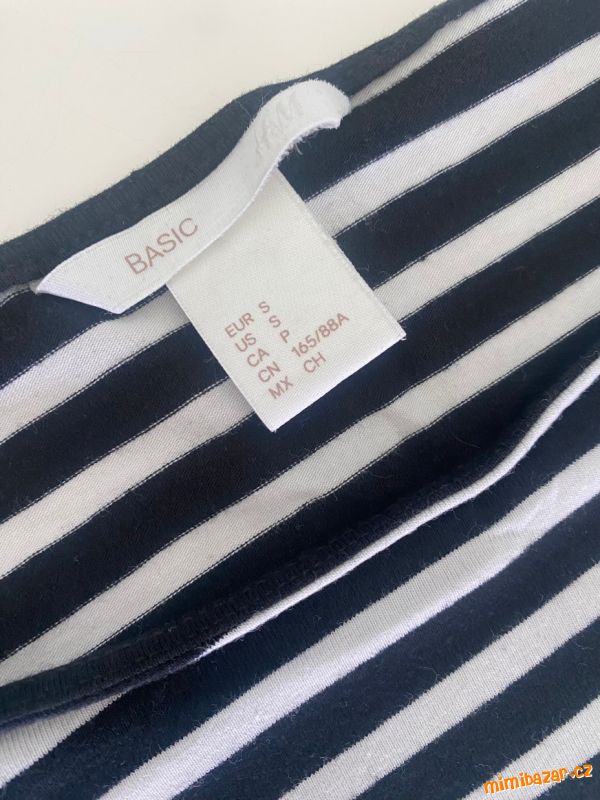 H&M
BASIC
EUR S
US S
CA P
CN 165/88A
MX CH
mimibazar.cz